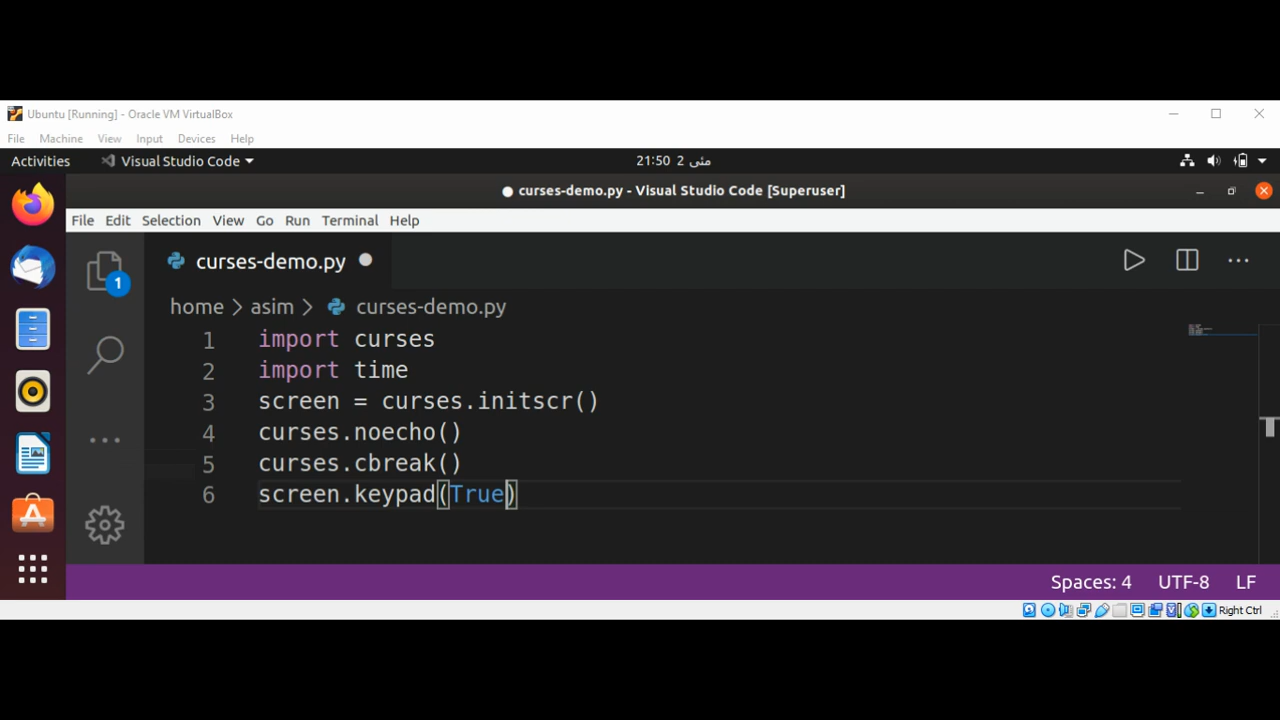 Ubuntu [Running] - Oracle VM VirtualBox
File Machine View Input Devices Help
Activities Visual Studio Code 21:50 2 مئی
● curses-demo.py - Visual Studio Code [Superuser]
File Edit Selection View Go Run Terminal Help
1 curses-demo.py
home > asim > curses-demo.py
1 import curses
2 import time
3 screen = curses.initscr()
4 curses.noecho()
5 curses.cbreak()
6 screen.keypad(True)
Spaces: 4 UTF-8 LF
Right Ctrl